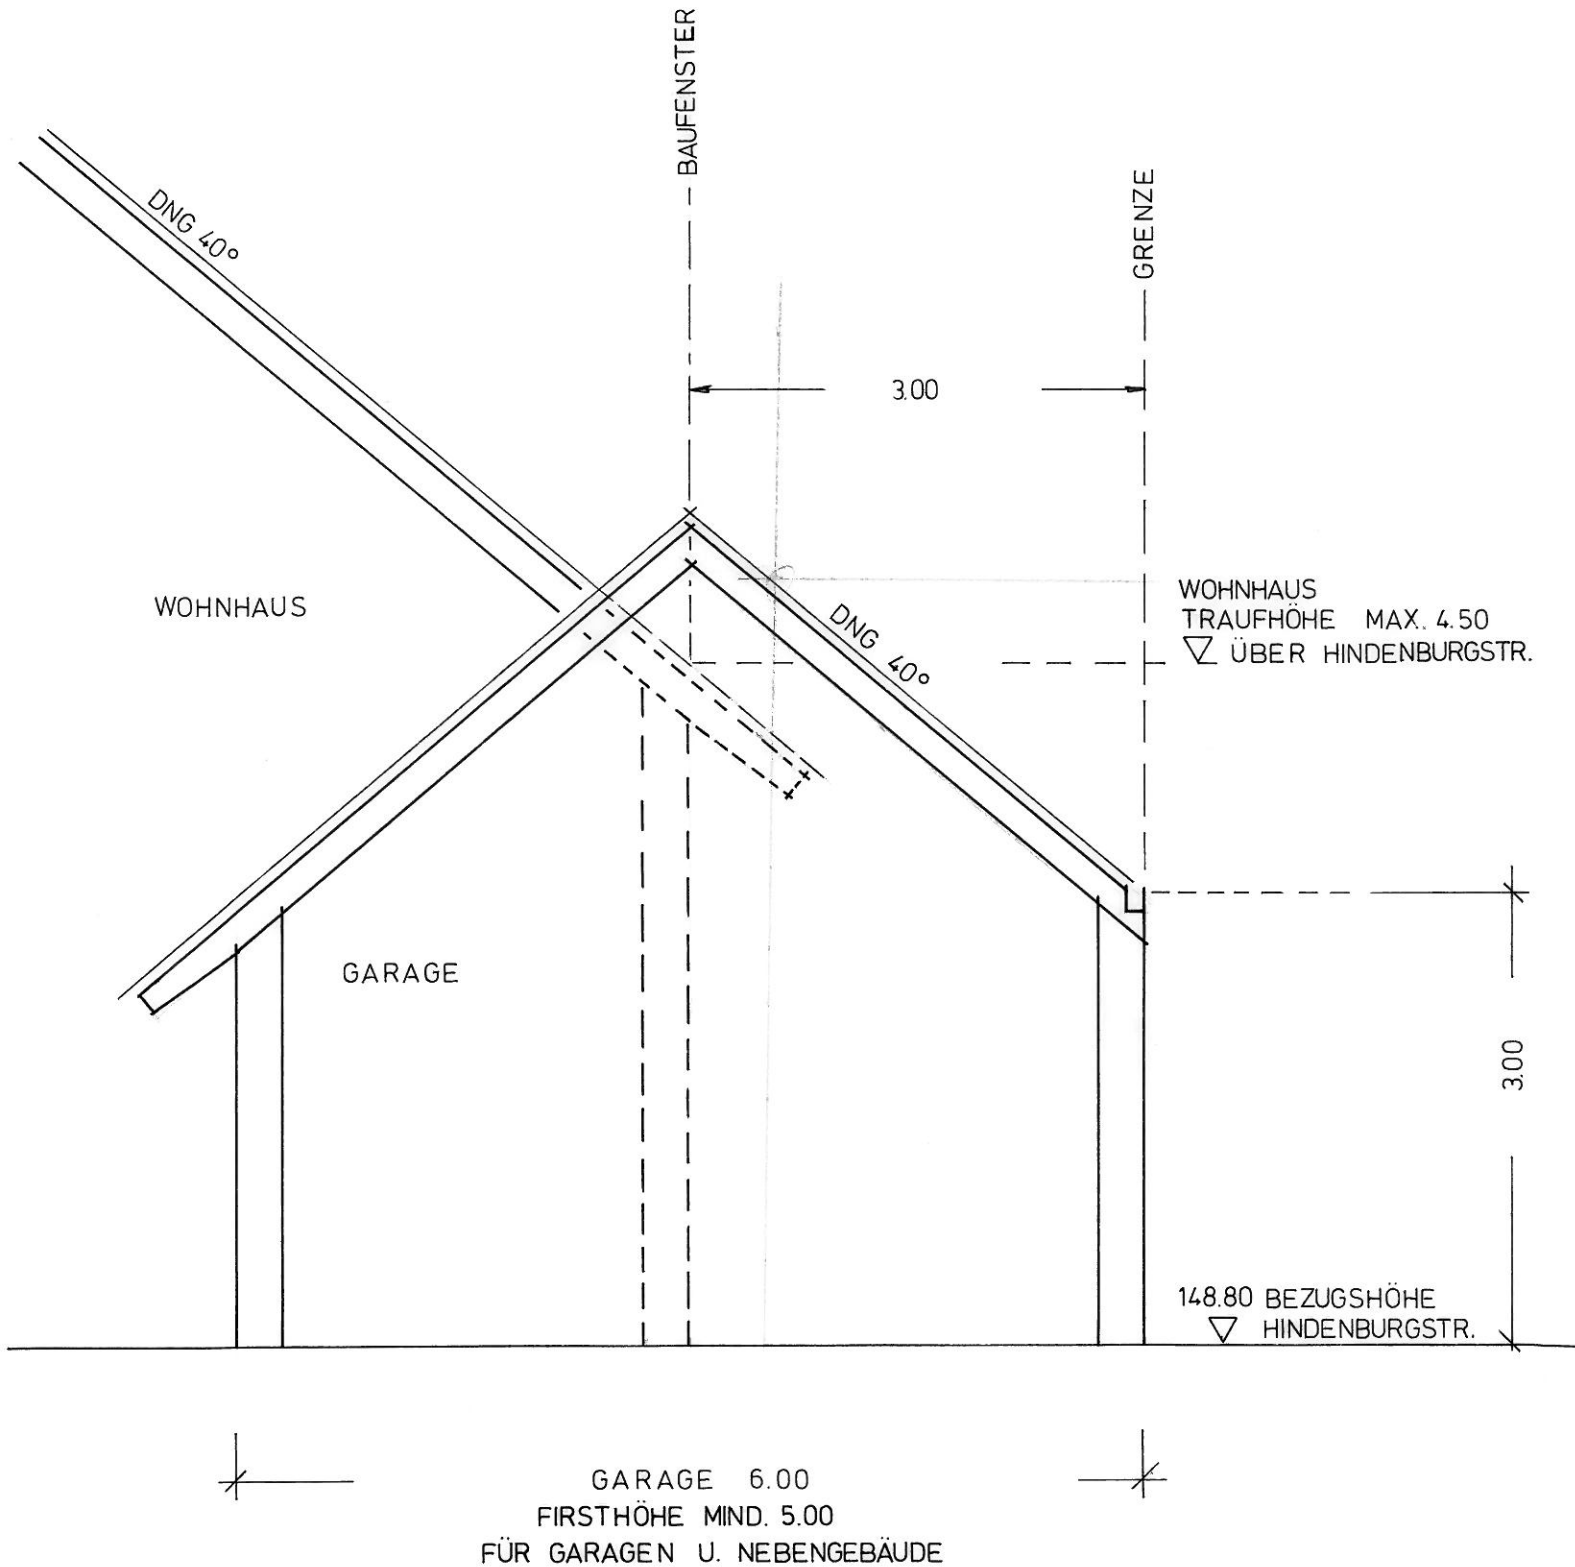 BAUFENSTER
GRENZE
DNG 40°
3.00
WOHNHAUS
WOHNHAUS
TRAUFHÖHE MAX. 4.50
ÜBER HINDENBURGSTR.
DNG 40°
GARAGE
3.00
148.80 BEZUGSHÖHE
HINDENBURGSTR.
GARAGE 6.00
FIRSTHÖHE MIND. 5.00
FÜR GARAGEN U. NEBENGEBÄUDE